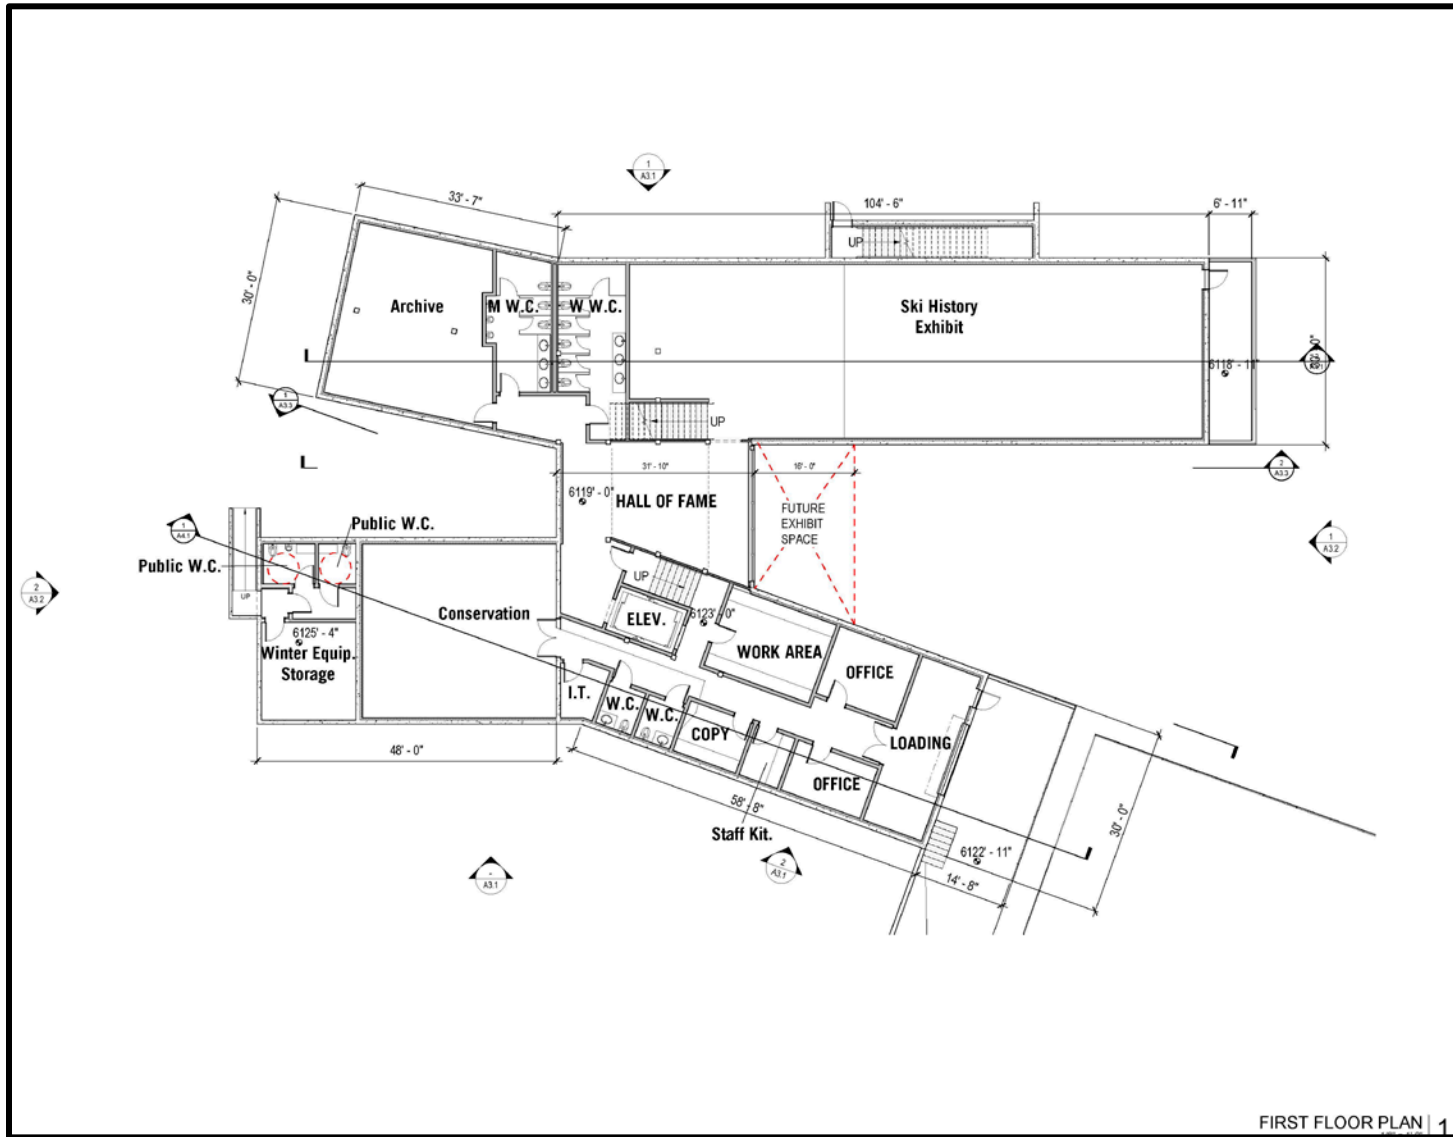 1
A3.1
33' - 7"
104' - 6"
6' - 11"
UP
30' - 0"
Archive
M W.C.
W W.C.
Ski History
Exhibit
6118' - 11"
1
A3.3
UP
2
A3.3
31' - 10"
16' - 0"
6119' - 0"
HALL OF FAME
FUTURE
EXHIBIT
SPACE
1
A4.1
Public W.C.
Public W.C.
1
A3.2
2
A3.2
UP
UP
Conservation
ELEV.
6123' - 0"
6125' - 4"
Winter Equip.
Storage
WORK AREA
OFFICE
I.T.
W.C.
W.C.
COPY
LOADING
OFFICE
48' - 0"
58' - 8"
Staff Kit.
30' - 0"
6122' - 11"
14' - 8"
-
A3.1
2
A3.1
FIRST FLOOR PLAN 1